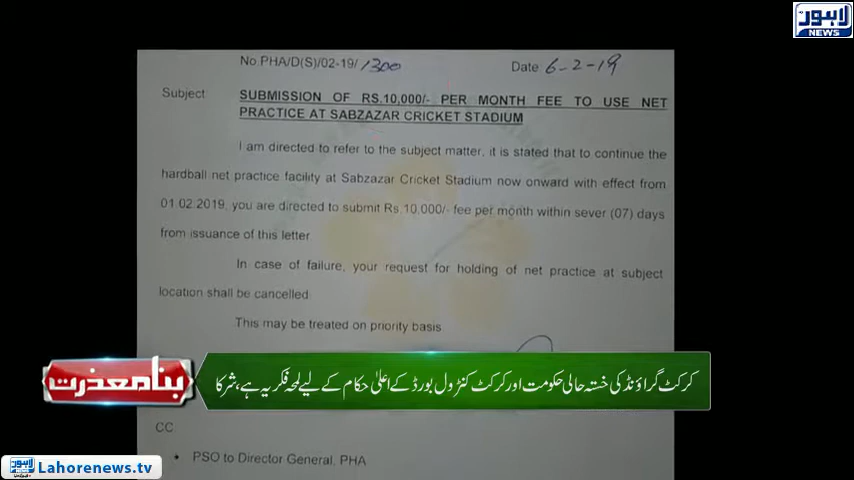 لاہور
NEWS
No.PHA/D(S)/02-19/1300 Date 6-2-19
Subject SUBMISSION OF RS.10,000/- PER MONTH FEE TO USE NET
PRACTICE AT SABZAZAR CRICKET STADIUM
I am directed to refer to the subject matter, it is stated that to continue the
hardball net practice facility at Sabzazar Cricket Stadium now onward with effect from
01.02.2019, you are directed to submit Rs.10,000/- fee per month within sever (07) days
from issuance of this letter
In case of failure, your request for holding of net practice at subject
location shall be cancelled
This may be treated on priority basis
بنا معذرت
کرکٹ گراؤنڈ کی خستہ حالی حکومت اور کرکٹ کنٹرول بورڈ کے اعلیٰ حکام کے لیے لمحہ فکریہ ہے، شرکا
CC
• PSO to Director General, PHA
Lahorenews.tv